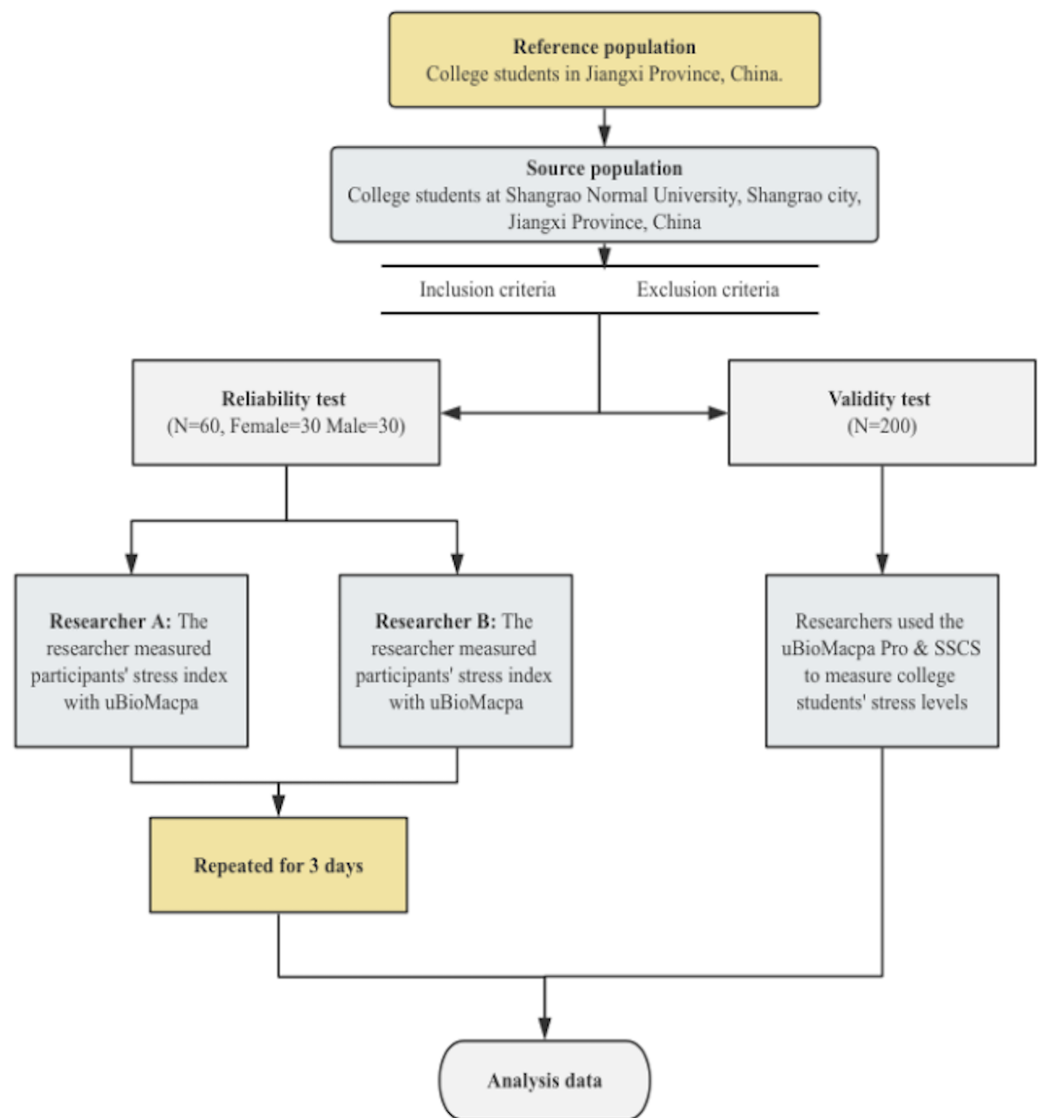 Reference population
College students in Jiangxi Province, China.
Source population
College students at Shangrao Normal University, Shangrao city,
Jiangxi Province, China
Inclusion criteria
Exclusion criteria
Reliability test
(N=60, Female=30 Male=30)
Validity test
(N=200)
Researcher A: The
researcher measured
participants' stress index
with uBioMacpa
Researcher B: The
researcher measured
participants' stress index
with uBioMacpa
Researchers used the
uBioMacpa Pro & SSCS
to measure college
students' stress levels
Repeated for 3 days
Analysis data